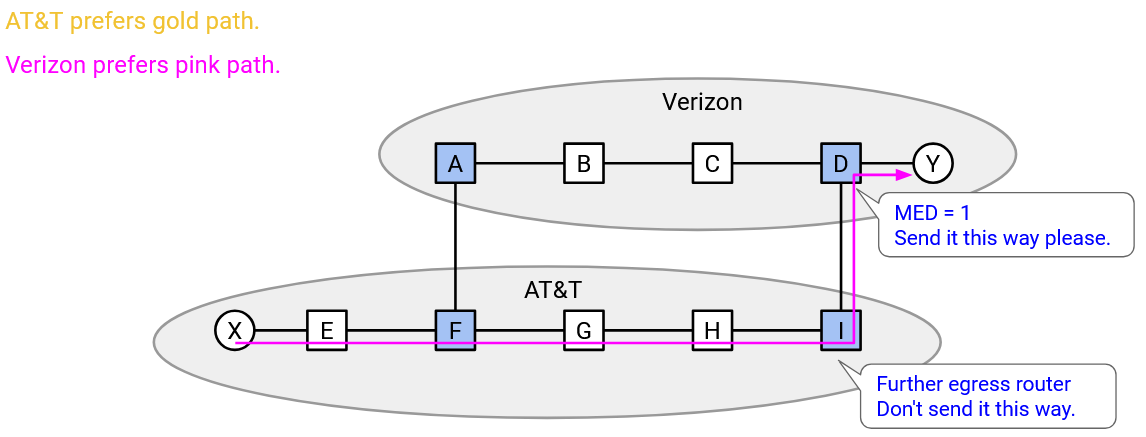 AT&T prefers gold path.
Verizon prefers pink path.
Verizon
A
B
C
D
Y
MED = 1
Send it this way please.
AT&T
X
E
F
G
H
I
Further egress router
Don't send it this way.